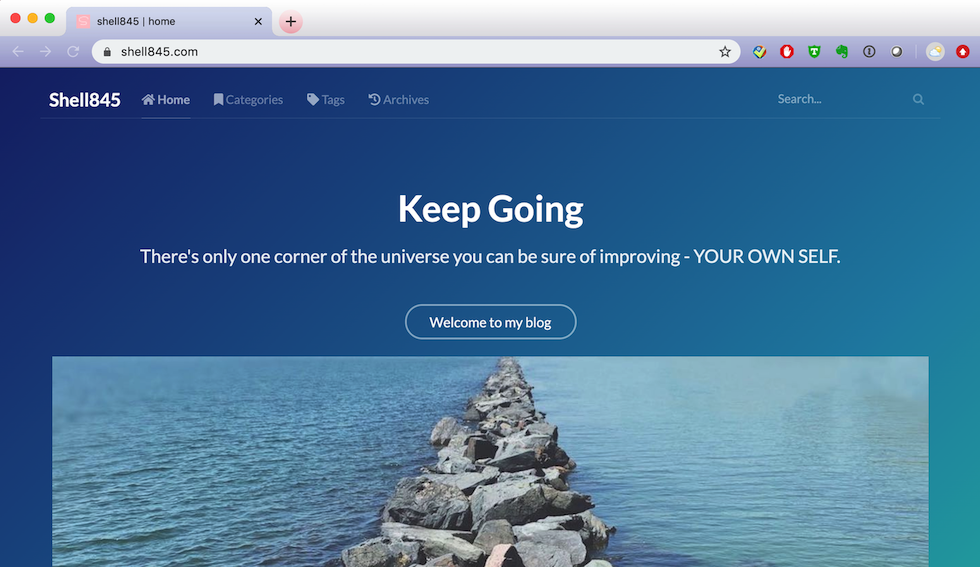 shell845 | home
shell845.com
Shell845 Home Categories Tags Archives Search...
Keep Going
There's only one corner of the universe you can be sure of improving - YOUR OWN SELF.
Welcome to my blog